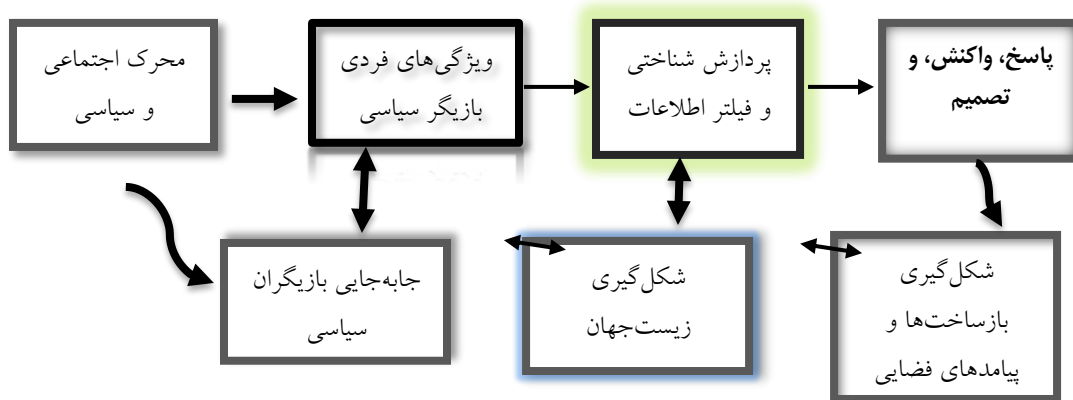 محرک اجتماعی
و سیاسی
ویژگی‌های فردی
بازیگر سیاسی
پردازش شناختی
و فیلتر اطلاعات
پاسخ، واکنش، و
تصمیم
جابه‌جایی بازیگران
سیاسی
شکل‌گیری
زیست‌جهان
شکل‌گیری
بازساخت‌ها و
پیامدهای فضایی